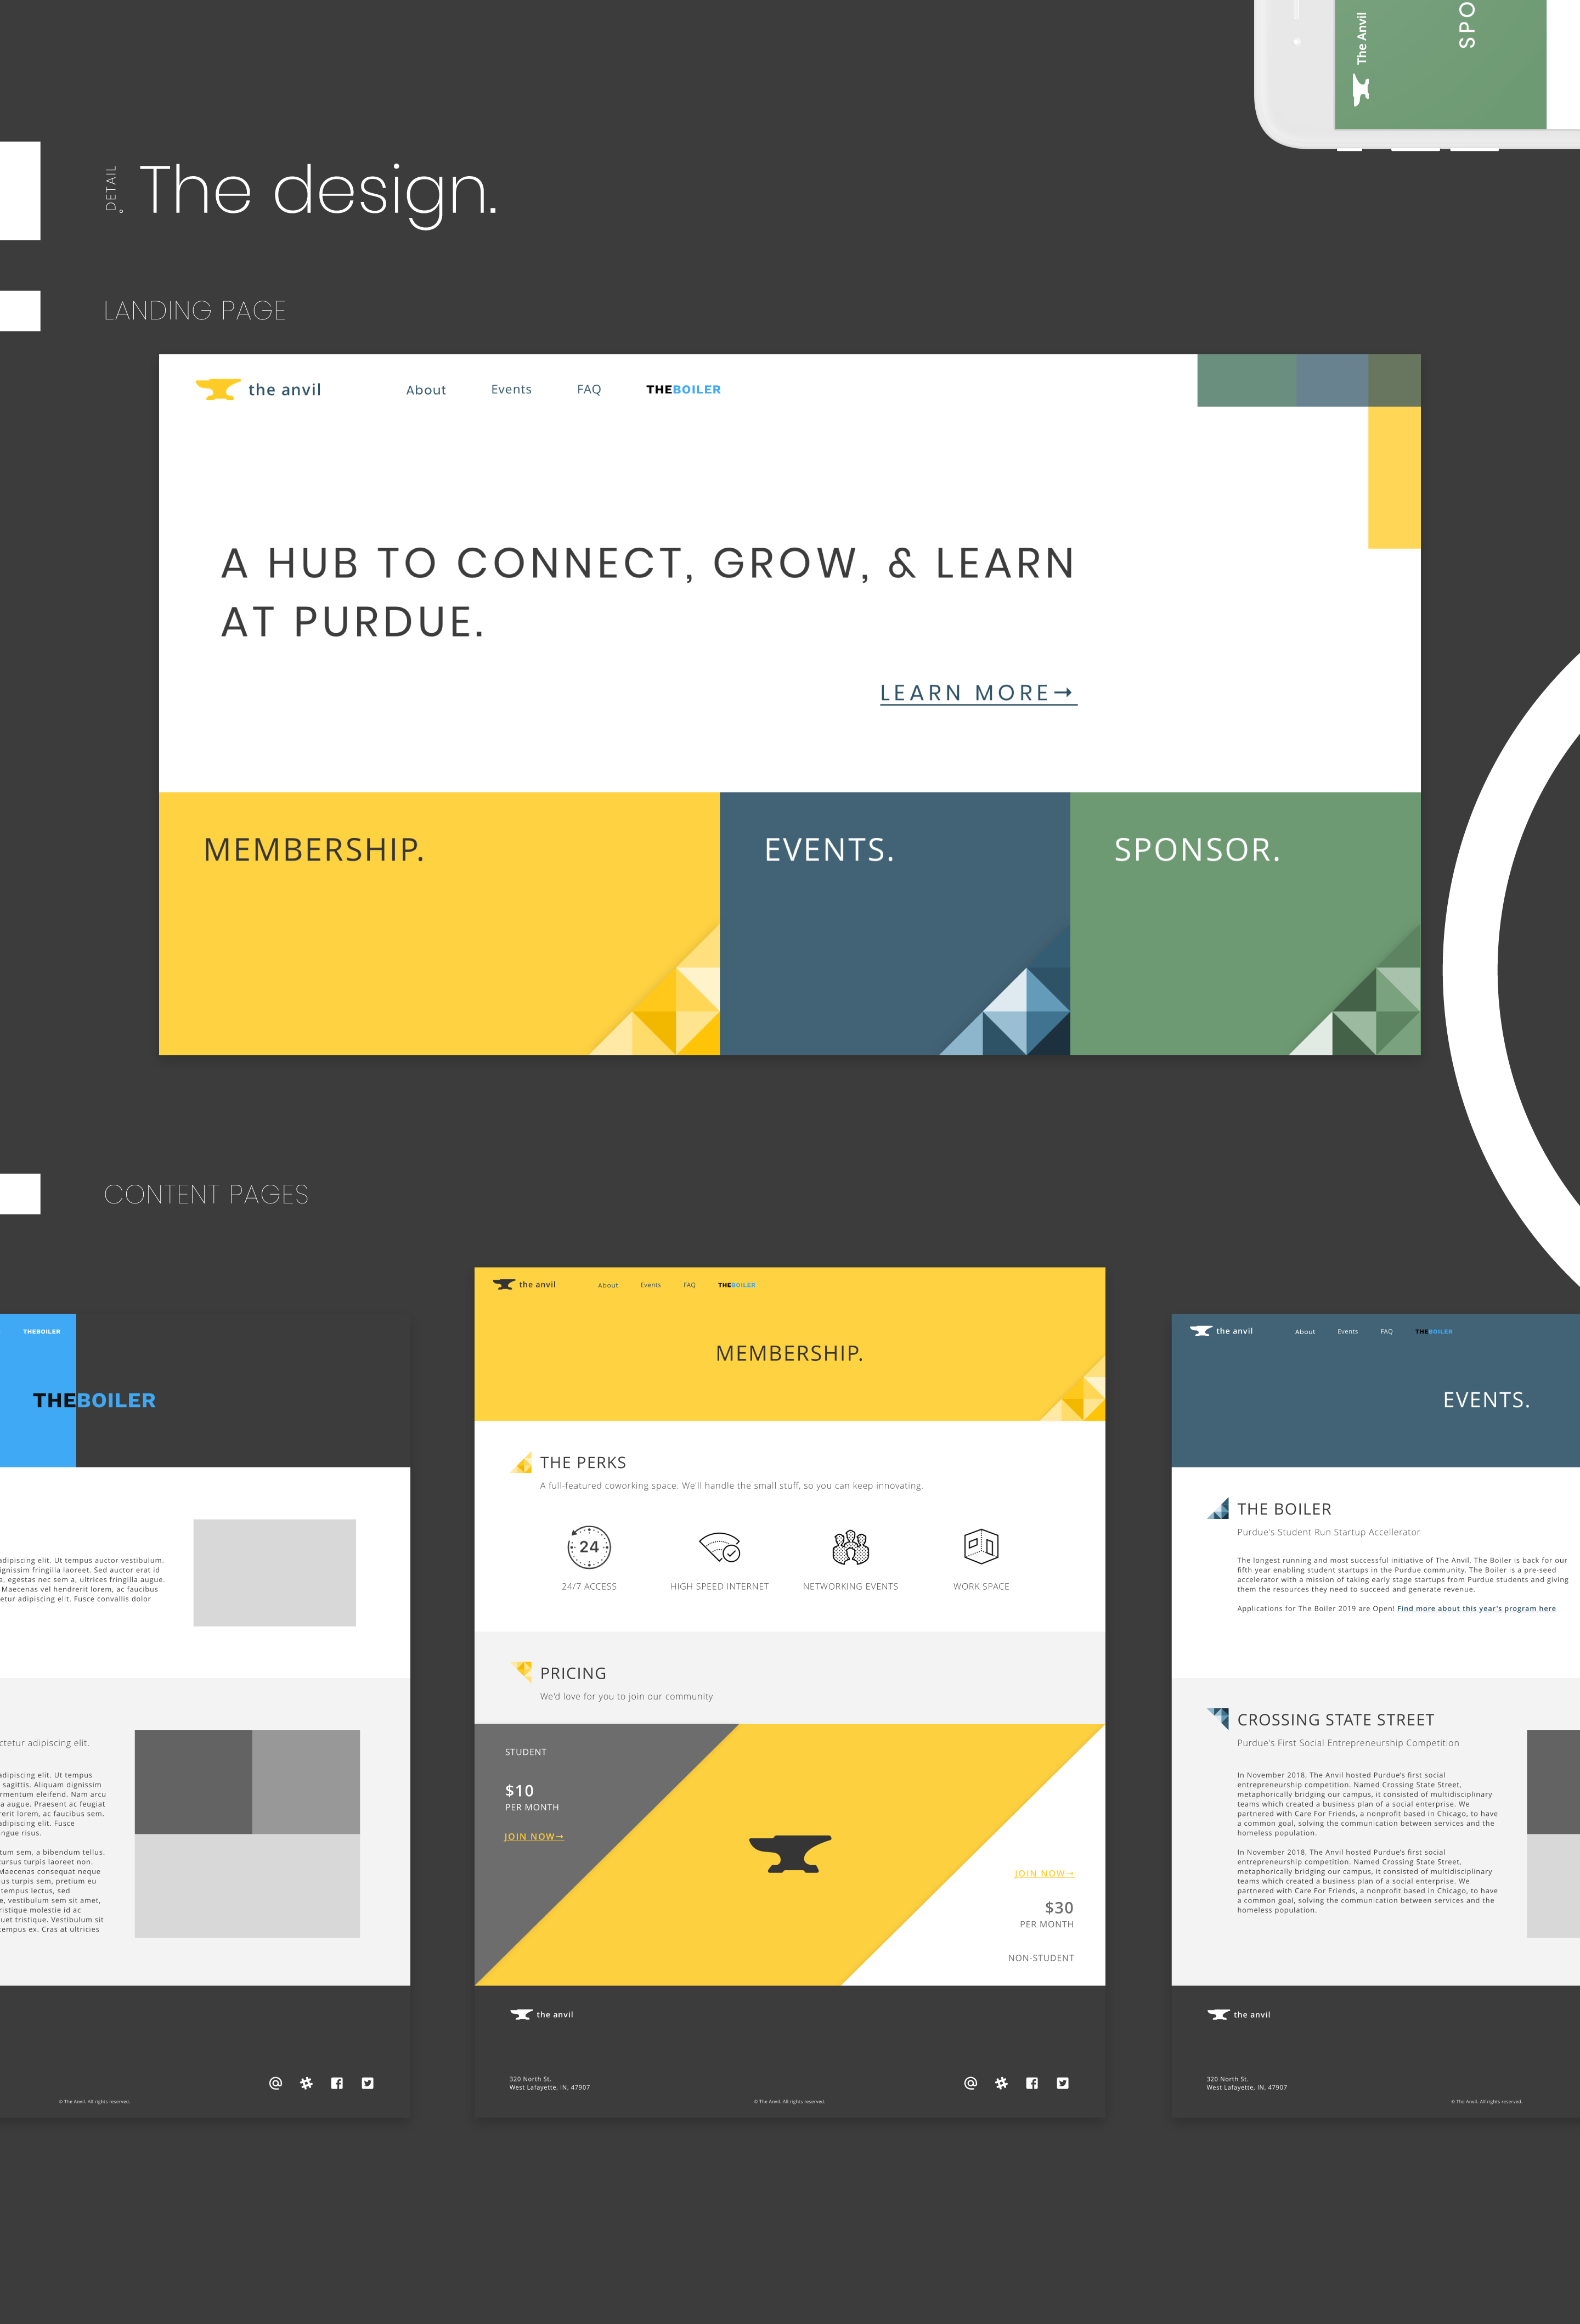 The Anvil
SPO
DETAIL
The design.
LANDING PAGE
the anvil
About
Events
FAQ
THEBOILER
A HUB TO CONNECT, GROW, & LEARN
AT PURDUE.
LEARN MORE→
MEMBERSHIP.
EVENTS.
SPONSOR.
CONTENT PAGES
THEBOILER
THEBOILER
adipiscing elit. Ut tempus auctor vestibulum.
ignissim fringilla laoreet. Sed auctor erat id
a, egestas nec sem a, ultrices fringilla augue.
Maecenas vel hendrerit lorem, ac faucibus
etur adipiscing elit. Fusce convallis dolor
ctetur adipiscing elit.
adipiscing elit. Ut tempus
sagittis. Aliquam dignissim
rmentum eleifend. Nam arcu
a augue. Praesent ac feugiat
rerit lorem, ac faucibus sem.
adipiscing elit. Fusce
ngue risus.
tum sem, a bibendum tellus.
cursus turpis laoreet non.
Maecenas consequat neque
us turpis sem, pretium eu
tempus lectus, sed
e, vestibulum sem sit amet,
ristique molestie id ac
uet tristique. Vestibulum sit
tempus ex. Cras at ultricies
© The Anvil. All rights reserved.
the anvil
About
Events
FAQ
THEBOILER
MEMBERSHIP.
THE PERKS
A full-featured coworking space. We'll handle the small stuff, so you can keep innovating.
24
24/7 ACCESS
HIGH SPEED INTERNET
NETWORKING EVENTS
WORK SPACE
PRICING
We'd love for you to join our community
STUDENT
$10
PER MONTH
JOIN NOW→
JOIN NOW→
$30
PER MONTH
NON-STUDENT
the anvil
320 North St.
West Lafayette, IN, 47907
© The Anvil. All rights reserved.
the anvil
About
Events
FAQ
THEBOILER
EVENTS.
THE BOILER
Purdue's Student Run Startup Accellerator
The longest running and most successful initiative of The Anvil, The Boiler is back for our
fifth year enabling student startups in the Purdue community. The Boiler is a pre-seed
accelerator with a mission of taking early stage startups from Purdue students and giving
them the resources they need to succeed and generate revenue.
Applications for The Boiler 2019 are Open! Find more about this year's program here
CROSSING STATE STREET
Purdue's First Social Entrepreneurship Competition
In November 2018, The Anvil hosted Purdue's first social
entrepreneurship competition. Named Crossing State Street,
metaphorically bridging our campus, it consisted of multidisciplinary
teams which created a business plan of a social enterprise. We
partnered with Care For Friends, a nonprofit based in Chicago, to have
a common goal, solving the communication between services and the
homeless population.
In November 2018, The Anvil hosted Purdue's first social
entrepreneurship competition. Named Crossing State Street,
metaphorically bridging our campus, it consisted of multidisciplinary
teams which created a business plan of a social enterprise. We
partnered with Care For Friends, a nonprofit based in Chicago, to have
a common goal, solving the communication between services and the
homeless population.
the anvil
320 North St.
West Lafayette, IN, 47907
© The Anvil. All rights reserved.